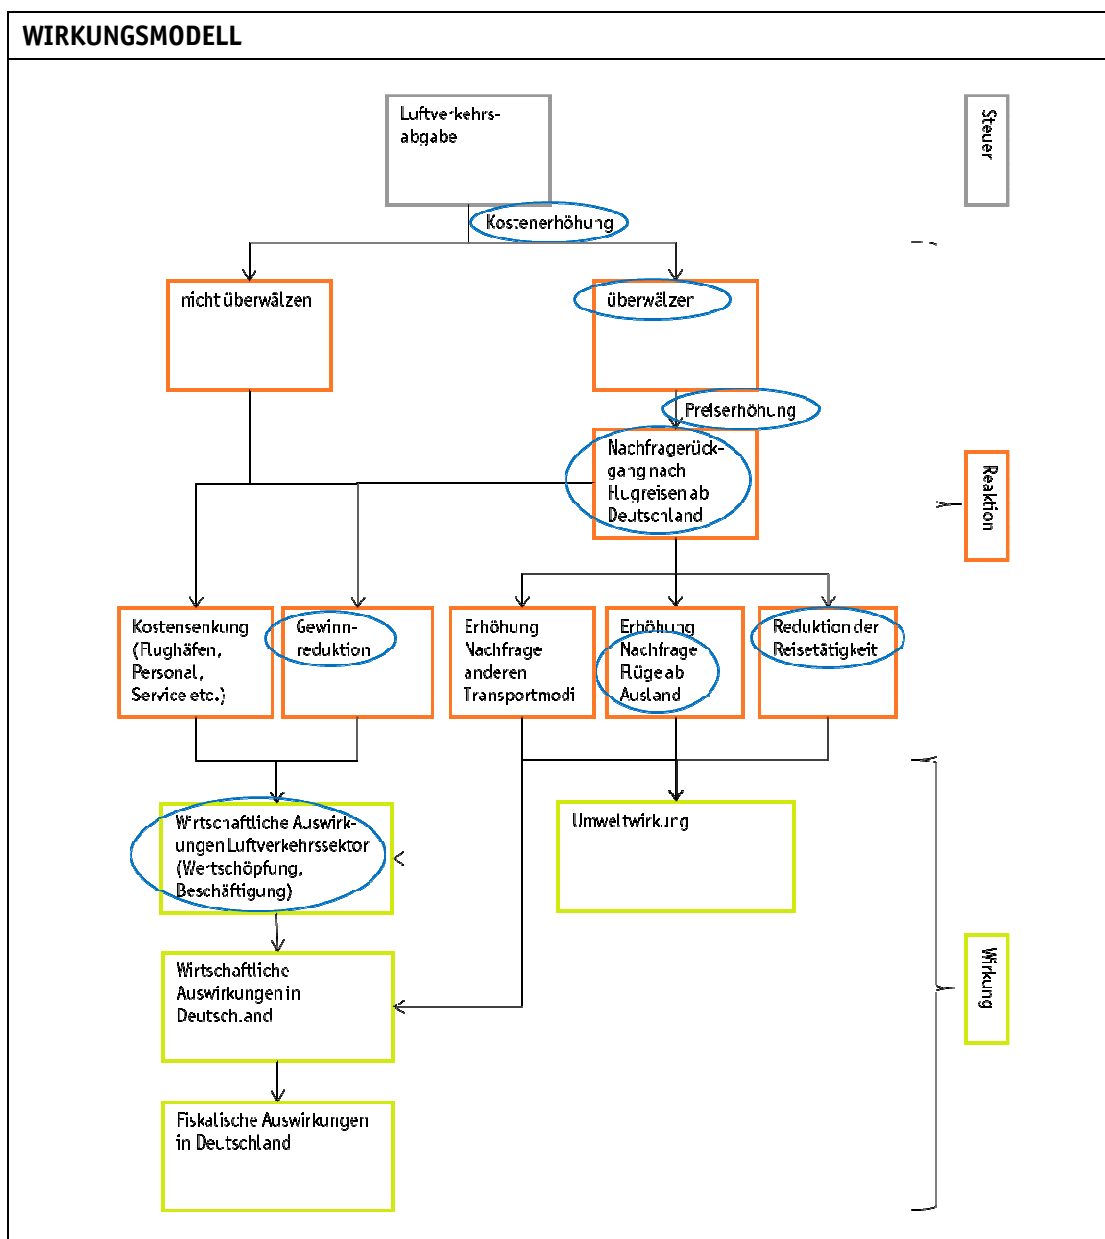 WIRKUNGSMODELL
Luftverkehrs-
abgabe
Steuer
Kostenerhöhung
nicht überwälzen
überwälzen
Preiserhöhung
Nachfragerück-
gang nach
Flugreisen ab
Deutschland
Reaktion
Kostensenkung
(Flughäfen,
Personal,
Service etc.)
Gewinn-
reduktion
Erhöhung
Nachfrage
anderen
Transportmodi
Erhöhung
Nachfrage
Flüge ab
Ausland
Reduktion der
Reisetätigkeit
Wirtschaftliche Auswirk-
ungen Luftverkehrssektor
(Wertschöpfung,
Beschäftigung)
Umweltwirkung
Wirtschaftliche
Auswirkungen in
Deutschland
Wirkung
Fiskalische Auswirkungen
in Deutschland